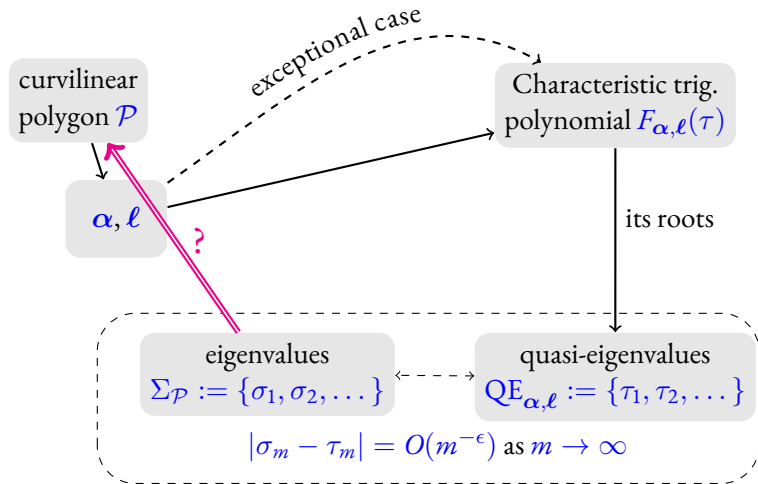 exceptional case
curvilinear
polygon 𝒫
Characteristic trig.
polynomial F_{α,ℓ}(τ)
α, ℓ
?
its roots
eigenvalues
Σ_𝒫 := {σ₁, σ₂, . . . }
quasi-eigenvalues
QE_{α,ℓ} := {τ₁, τ₂, . . . }
|σ_m − τ_m| = O(m^{−ϵ}) as m → ∞